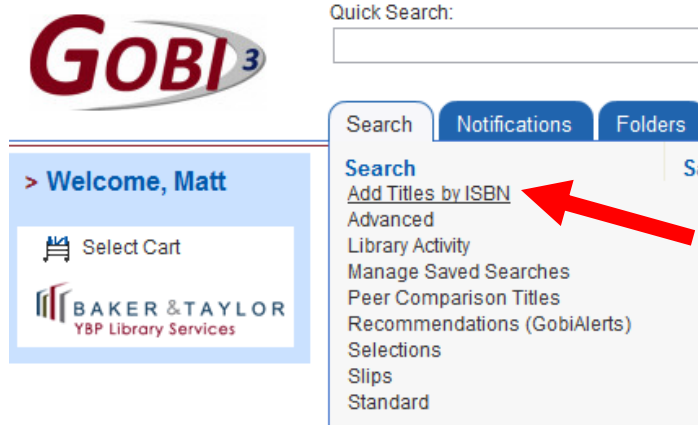 GOBI 3
Quick Search:
Search
Notifications
Folders
> Welcome, Matt
Select Cart
BAKER & TAYLOR
YBP Library Services
Search
Add Titles by ISBN
Advanced
Library Activity
Manage Saved Searches
Peer Comparison Titles
Recommendations (GobiAlerts)
Selections
Slips
Standard